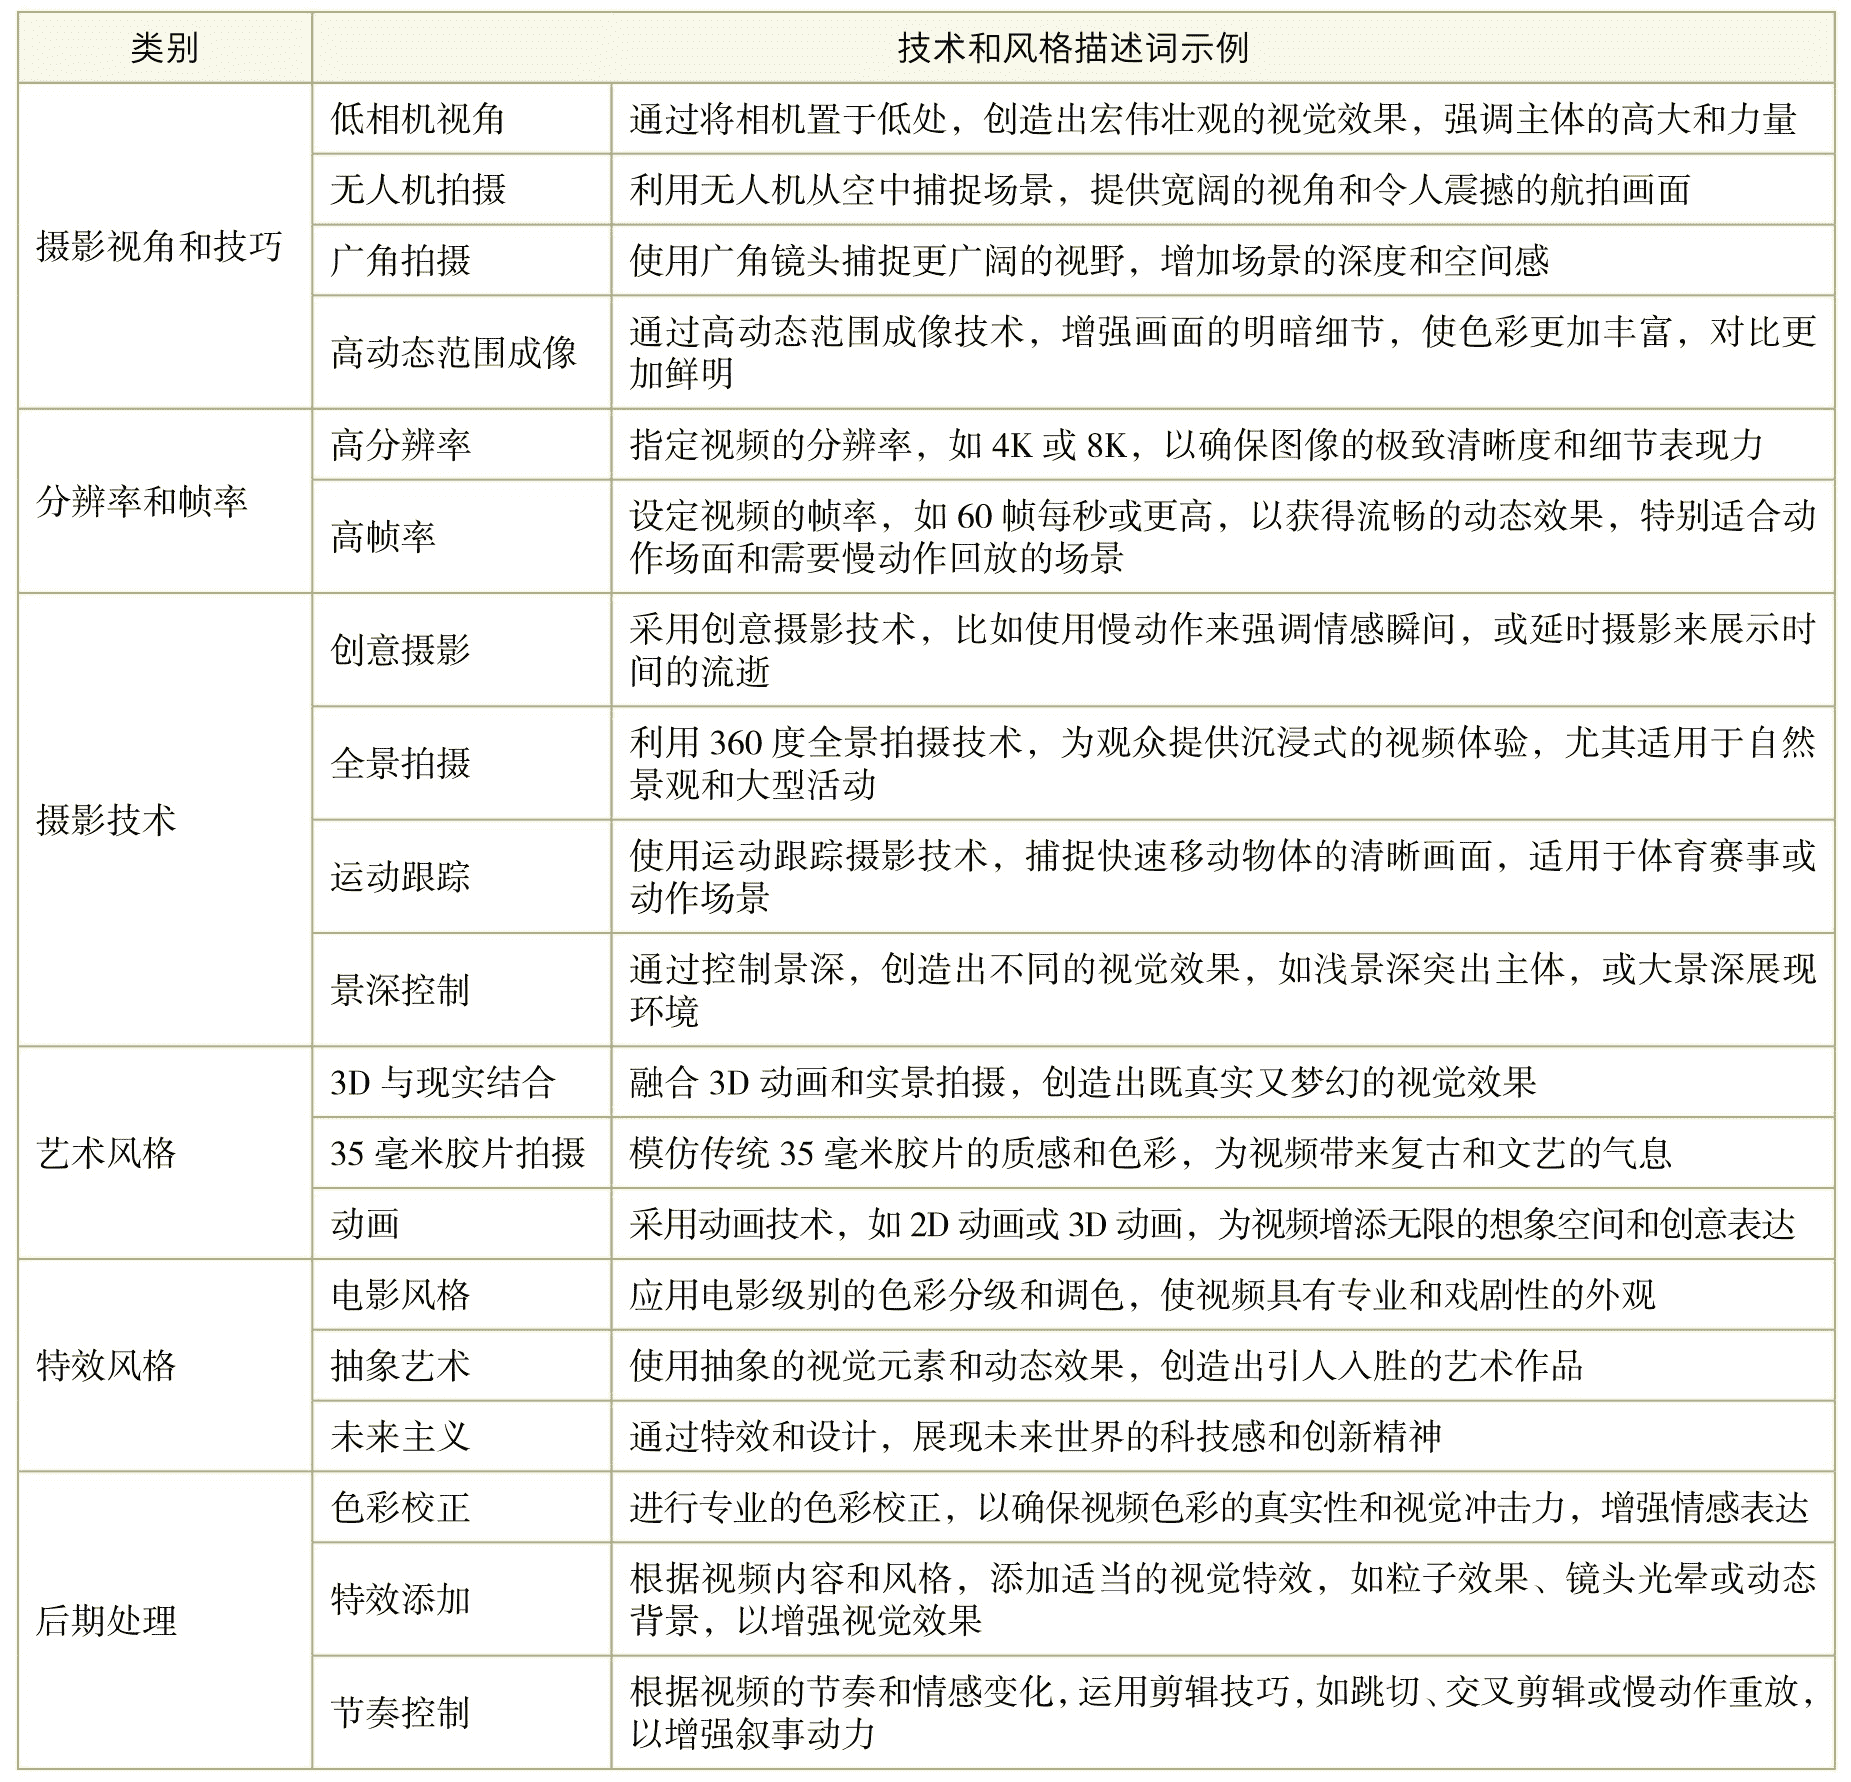 类别
技术和风格描述词示例
摄影视角和技巧
低相机视角
通过将相机置于低处，创造出宏伟壮观的视觉效果，强调主体的高大和力量
无人机拍摄
利用无人机从空中捕捉场景，提供宽阔的视角和令人震撼的航拍画面
广角拍摄
使用广角镜头捕捉更广阔的视野，增加场景的深度和空间感
高动态范围成像
通过高动态范围成像技术，增强画面的明暗细节，使色彩更加丰富，对比更
加鲜明
分辨率和帧率
高分辨率
指定视频的分辨率，如 4K 或 8K，以确保图像的极致清晰度和细节表现力
高帧率
设定视频的帧率，如 60 帧每秒或更高，以获得流畅的动态效果，特别适合动
作场面和需要慢动作回放的场景
摄影技术
创意摄影
采用创意摄影技术，比如使用慢动作来强调情感瞬间，或延时摄影来展示时
间的流逝
全景拍摄
利用 360 度全景拍摄技术，为观众提供沉浸式的视频体验，尤其适用于自然
景观和大型活动
运动跟踪
使用运动跟踪摄影技术，捕捉快速移动物体的清晰画面，适用于体育赛事或
动作场景
景深控制
通过控制景深，创造出不同的视觉效果，如浅景深突出主体，或大景深展现
环境
艺术风格
3D 与现实结合
融合 3D 动画和实景拍摄，创造出既真实又梦幻的视觉效果
35 毫米胶片拍摄
模仿传统 35 毫米胶片的质感和色彩，为视频带来复古和文艺的气息
动画
采用动画技术，如 2D 动画或 3D 动画，为视频增添无限的想象空间和创意表达
特效风格
电影风格
应用电影级别的色彩分级和调色，使视频具有专业和戏剧性的外观
抽象艺术
使用抽象的视觉元素和动态效果，创造出引人入胜的艺术作品
未来主义
通过特效和设计，展现未来世界的科技感和创新精神
后期处理
色彩校正
进行专业的色彩校正，以确保视频色彩的真实性和视觉冲击力，增强情感表达
特效添加
根据视频内容和风格，添加适当的视觉特效，如粒子效果、镜头光晕或动态
背景，以增强视觉效果
节奏控制
根据视频的节奏和情感变化，运用剪辑技巧，如跳切、交叉剪辑或慢动作重放，
以增强叙事动力